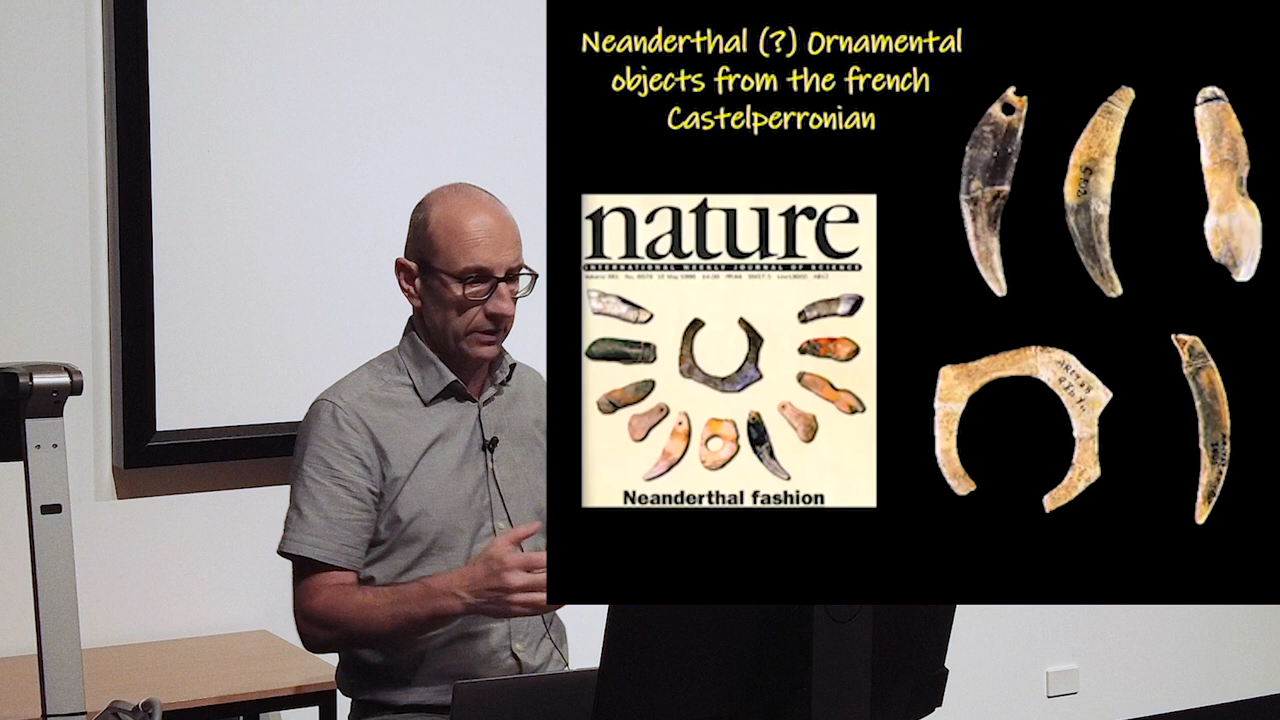 Neanderthal (?) Ornamental
objects from the french
Castelperronian
nature
INTERNATIONAL WEEKLY JOURNAL OF SCIENCE
Neanderthal fashion